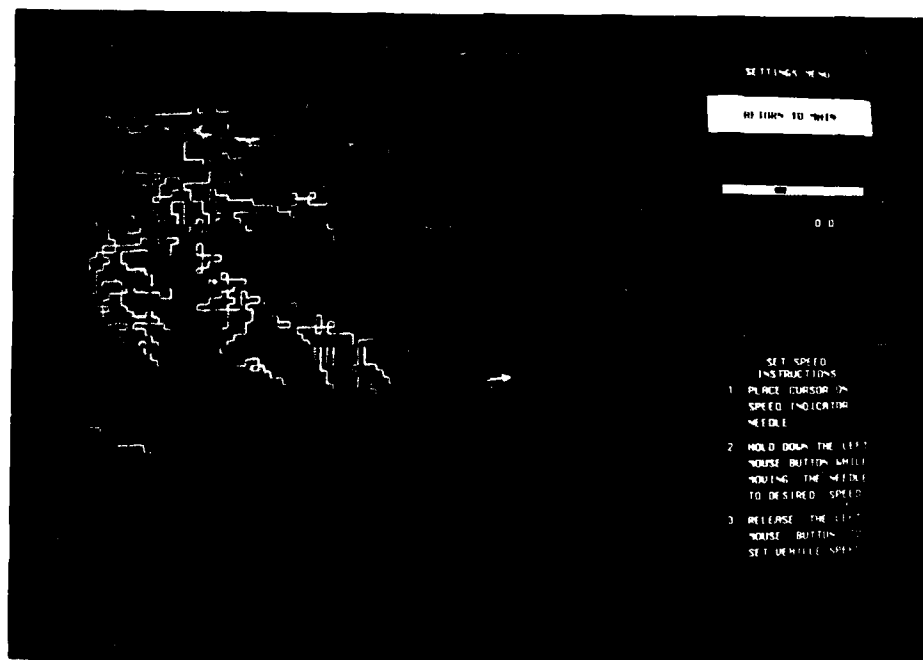 SETTINGS MENU
RETURN TO MAIN
0.0
SET SPEED
INSTRUCTIONS
1 PLACE CURSOR ON
SPEED INDICATOR
NEEDLE
2 HOLD DOWN THE LEFT
MOUSE BUTTON WHILE
MOVING THE NEEDLE
TO DESIRED SPEED
3 RELEASE THE LEFT
MOUSE BUTTON TO
SET VEHICLE SPEED